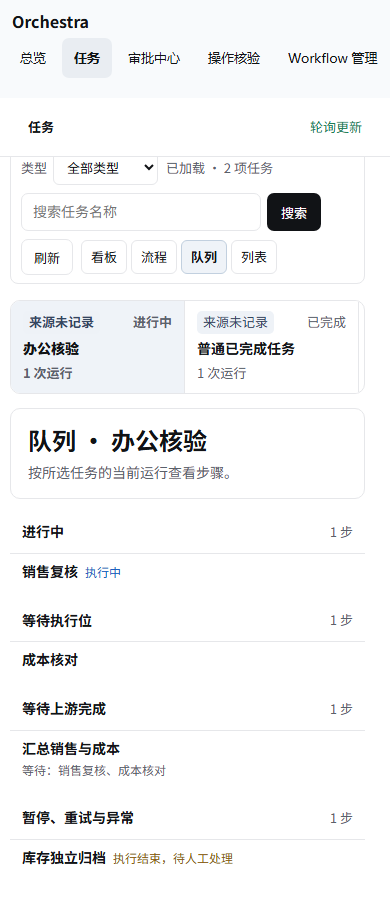 Orchestra
总览 任务 审批中心 操作核验 Workflow 管理
任务 轮询更新
类型 全部类型 已加载 · 2 项任务
搜索任务名称 搜索
刷新 看板 流程 队列 列表
来源未记录 进行中 来源未记录 已完成
办公核验 普通已完成任务
1 次运行 1 次运行
队列 · 办公核验
按所选任务的当前运行查看步骤。
进行中 1 步
销售复核 执行中
等待执行位 1 步
成本核对
等待上游完成 1 步
汇总销售与成本
等待：销售复核、成本核对
暂停、重试与异常 1 步
库存独立归档 执行结束，待人工处理